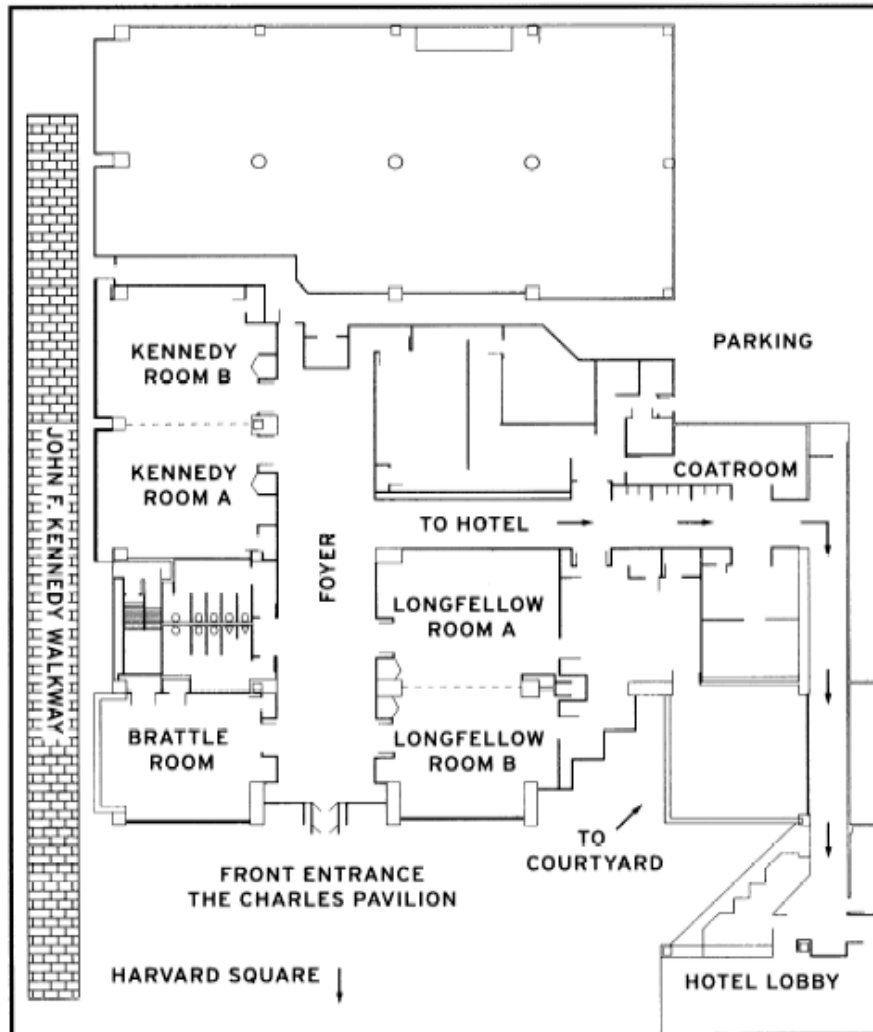 PARKING
KENNEDY
ROOM B
KENNEDY
ROOM A
COATROOM
TO HOTEL
JOHN F. KENNEDY WALKWAY
FOYER
LONGFELLOW
ROOM A
BRATTLE
ROOM
LONGFELLOW
ROOM B
TO
COURTYARD
FRONT ENTRANCE
THE CHARLES PAVILION
HARVARD SQUARE
HOTEL LOBBY